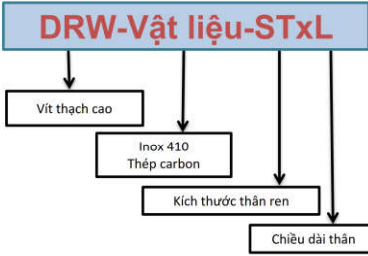 DRW-Vật liệu-STxL
Vít thạch cao
Inox 410
Thép carbon
Kích thước thân ren
Chiều dài thân